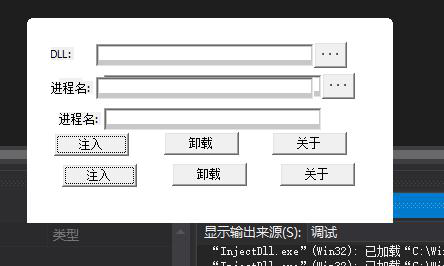 DLL:
...
进程名:
...
进程名:
注入 卸载 关于
注入 卸载 关于
类型
显示输出来源(S): 调试
“InjectDll.exe”(Win32): 已加载“C:\Wi
“InjectDll.exe”(Win32): 已加载“C:\Wi